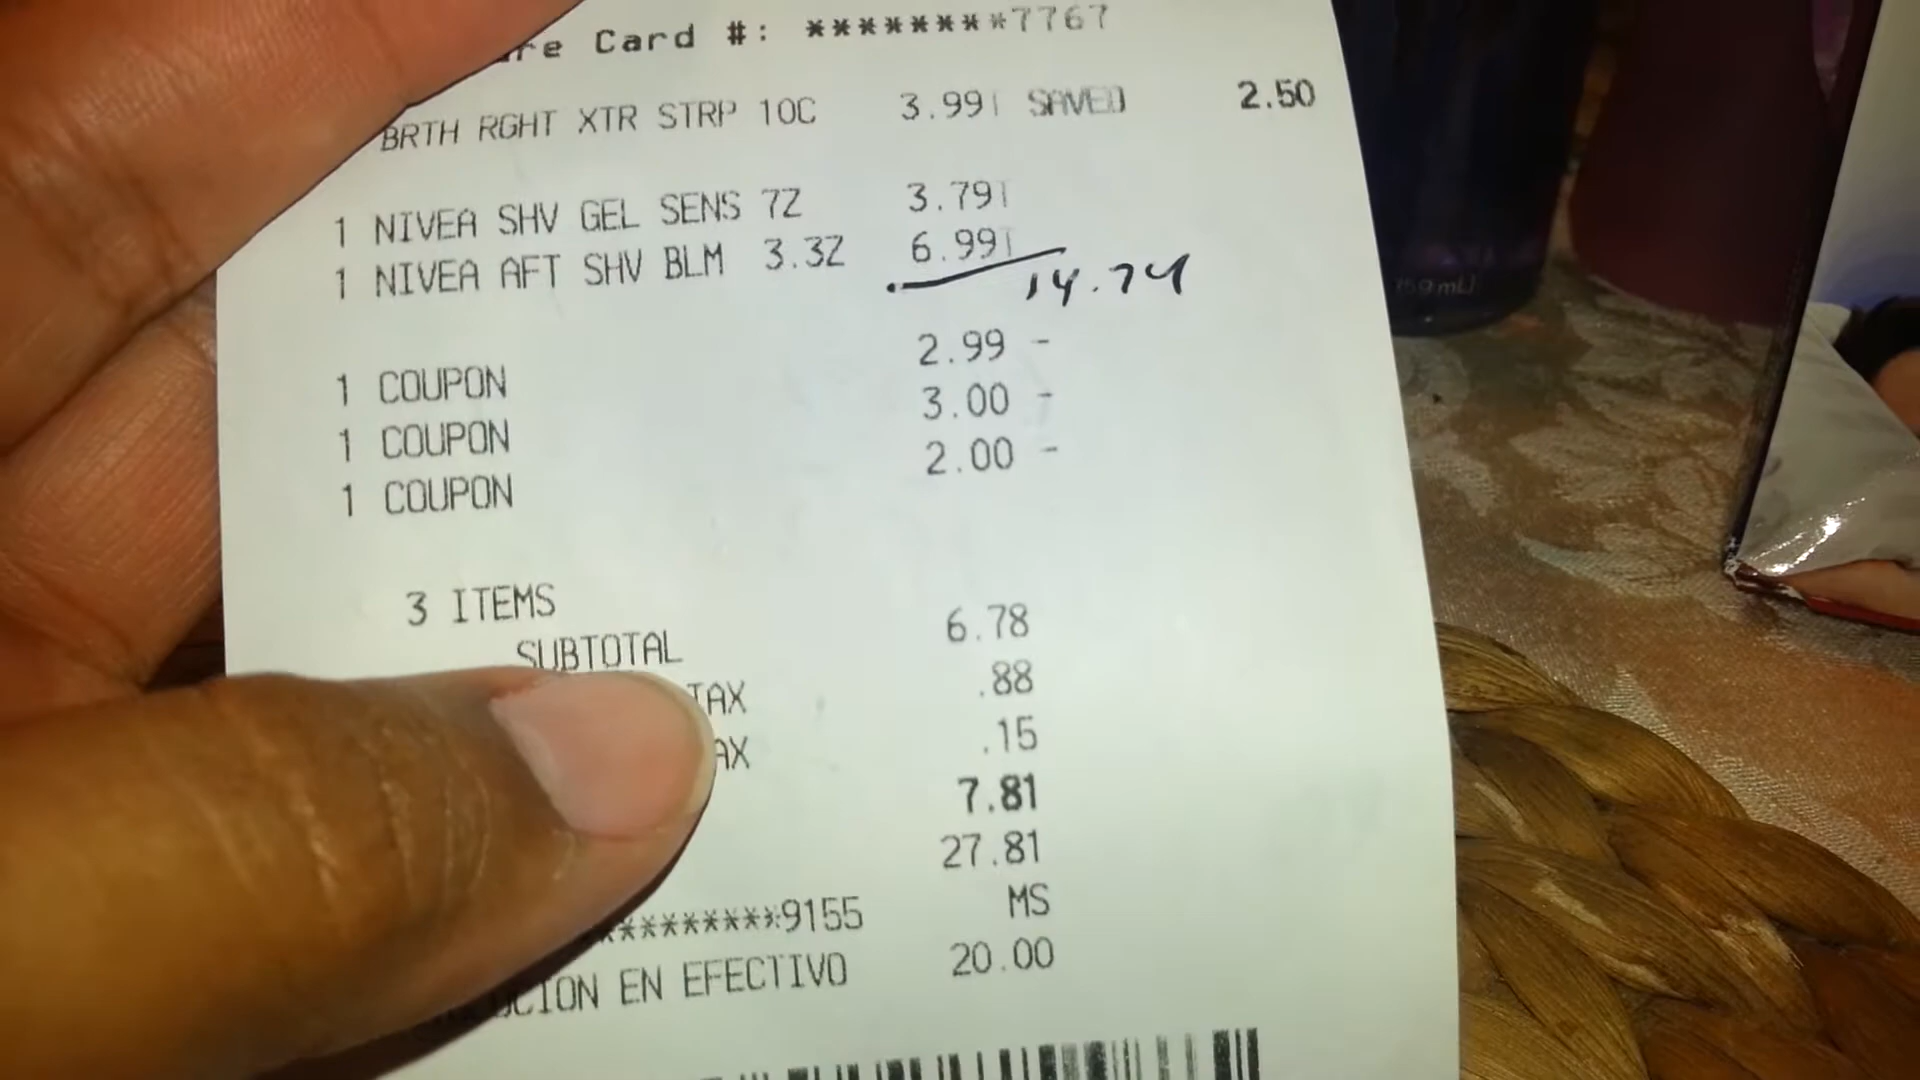 re Card #: ********7767
BRTH RGHT XTR STRP 10C 3.99T SAVED 2.50
1 NIVEA SHV GEL SENS 7Z 3.79T
1 NIVEA AFT SHV BLM 3.3Z 6.99T
14.74
1 COUPON 2.99 -
1 COUPON 3.00 -
1 COUPON 2.00 -
3 ITEMS
SUBTOTAL 6.78
TAX .88
AX .15
7.81
27.81
**********9155 MS
UCION EN EFECTIVO 20.00